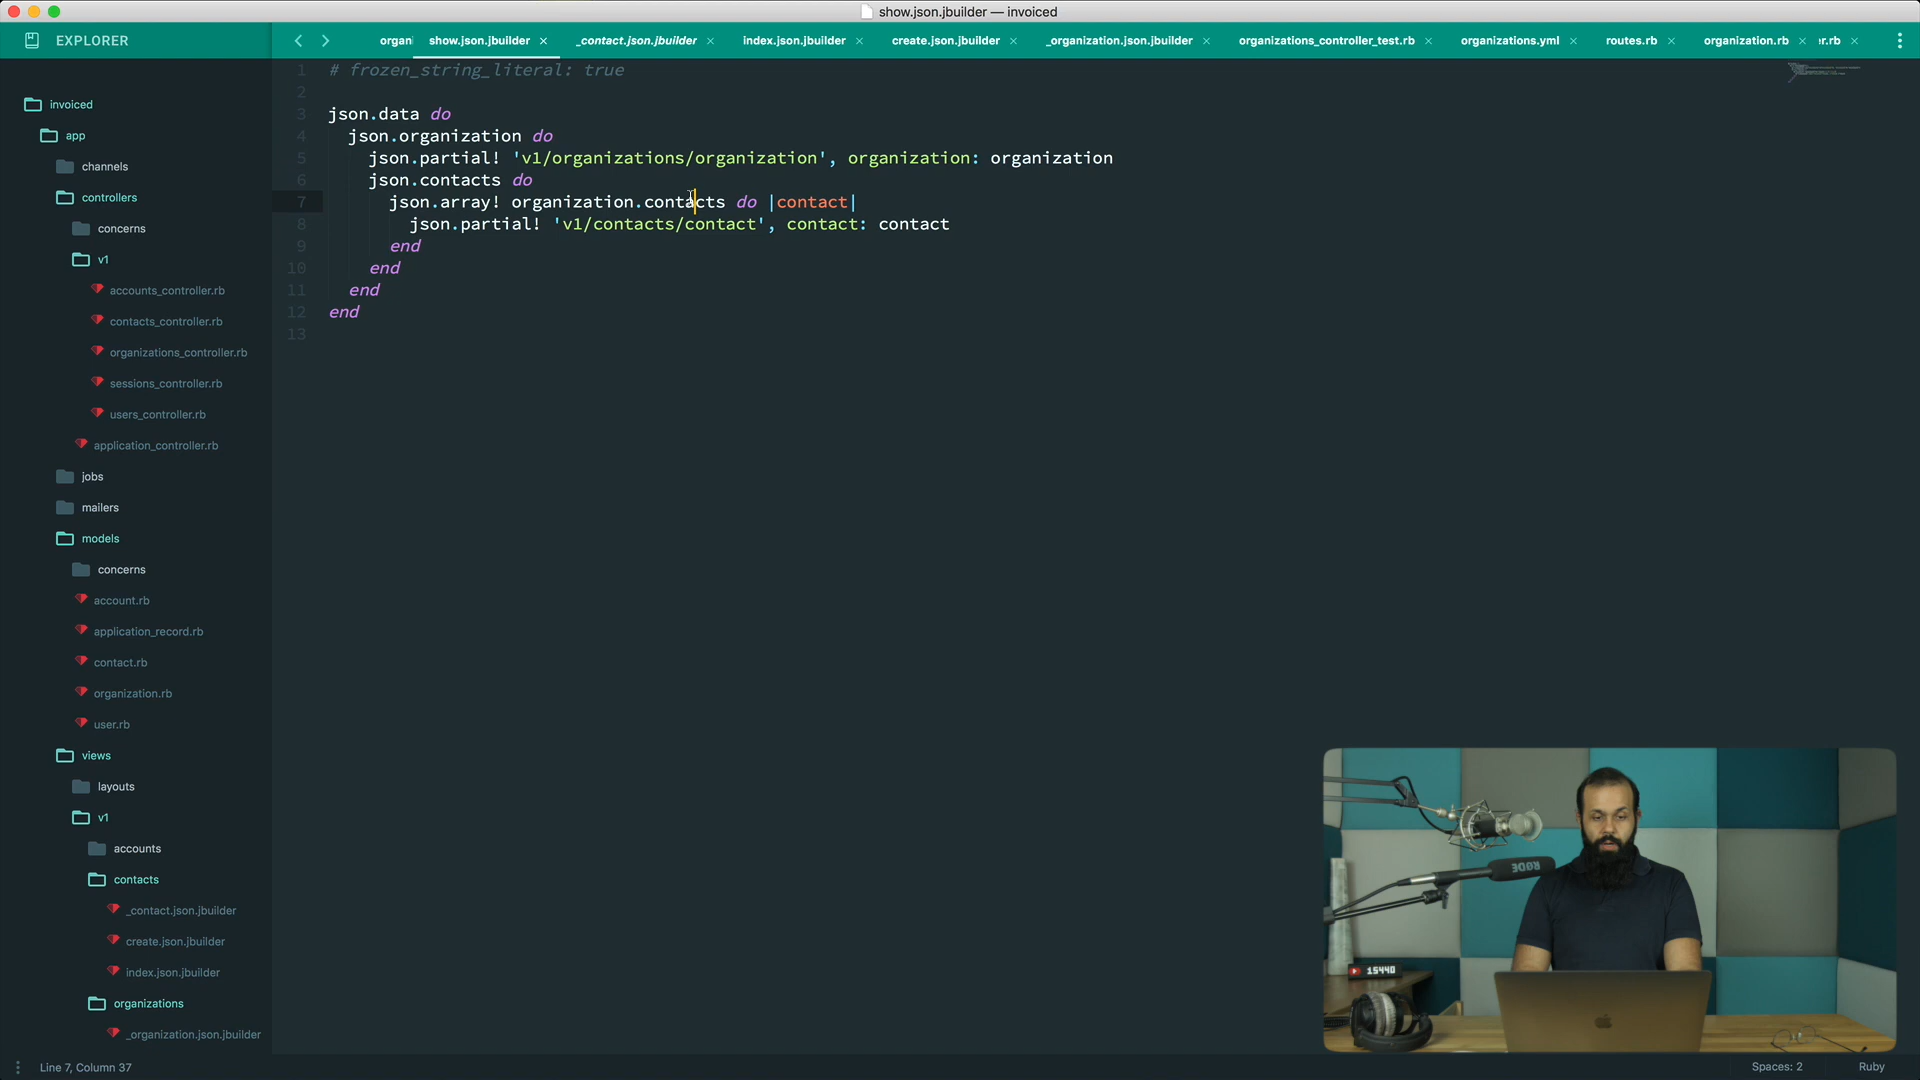 show.json.jbuilder — invoiced
EXPLORER
organi
show.json.jbuilder
_contact.json.jbuilder
index.json.jbuilder
create.json.jbuilder
_organization.json.jbuilder
organizations_controller_test.rb
organizations.yml
routes.rb
organization.rb
r.rb
invoiced
app
channels
controllers
concerns
v1
accounts_controller.rb
contacts_controller.rb
organizations_controller.rb
sessions_controller.rb
users_controller.rb
application_controller.rb
jobs
mailers
models
concerns
account.rb
application_record.rb
contact.rb
organization.rb
user.rb
views
layouts
v1
accounts
contacts
_contact.json.jbuilder
create.json.jbuilder
index.json.jbuilder
organizations
_organization.json.jbuilder
1 # frozen_string_literal: true
2
3 json.data do
4 json.organization do
5 json.partial! 'v1/organizations/organization', organization: organization
6 json.contacts do
7 json.array! organization.contacts do |contact|
8 json.partial! 'v1/contacts/contact', contact: contact
9 end
10 end
11 end
12 end
13
RØDE
15440
Line 7, Column 37
Spaces: 2
Ruby